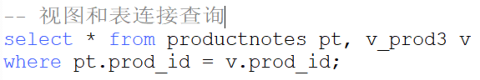 -- 视图和表连接查询
select * from productnotes pt, v_prod3 v
where pt.prod_id = v.prod_id;